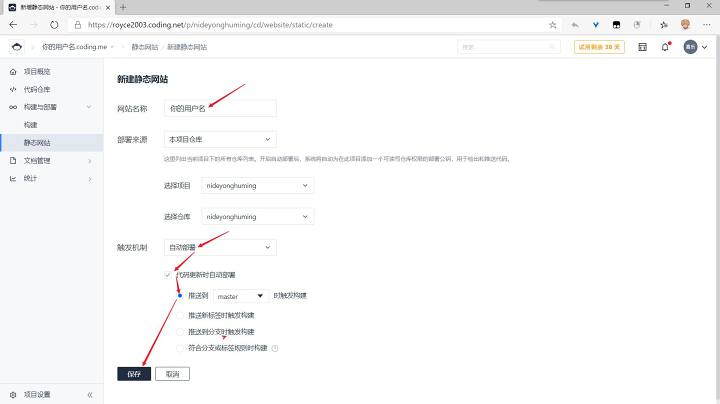 新增静态网站 - 你的用户名.codin
https://royce2003.coding.net/p/nideyonghuming/cd/website/static/create
你的用户名.coding.me
静态网站 / 新建静态网站
搜索...
试用剩余 30 天
项目概览
代码仓库
构建与部署
构建
静态网站
文档管理
统计
项目设置
新建静态网站
网站名称
你的用户名
部署来源
本项目仓库
这里列出当前项目下的所有仓库列表。开启自动部署后，系统将自动为在此项目添加一个可读写仓库权限的部署公钥，用于检出和推送代码。
选择项目
nideyonghuming
选择仓库
nideyonghuming
触发机制
自动部署
代码更新时自动部署
推送到 master 时触发构建
推送新标签时触发构建
推送到分支时触发构建
符合分支或标签规则时构建
保存
取消